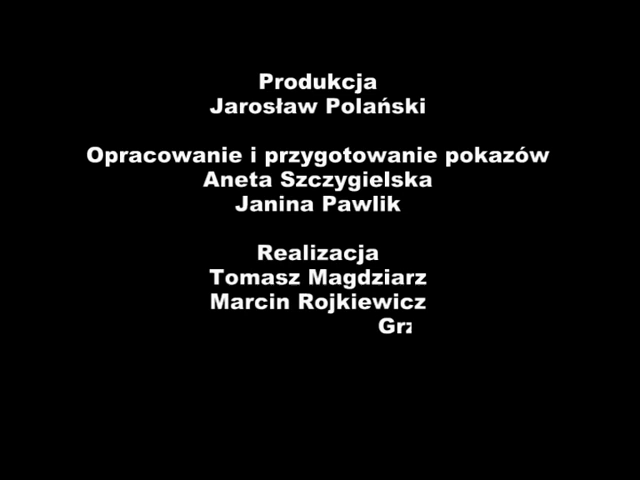 Produkcja
Jarosław Polański
Opracowanie i przygotowanie pokazów
Aneta Szczygielska
Janina Pawlik
Realizacja
Tomasz Magdziarz
Marcin Rojkiewicz